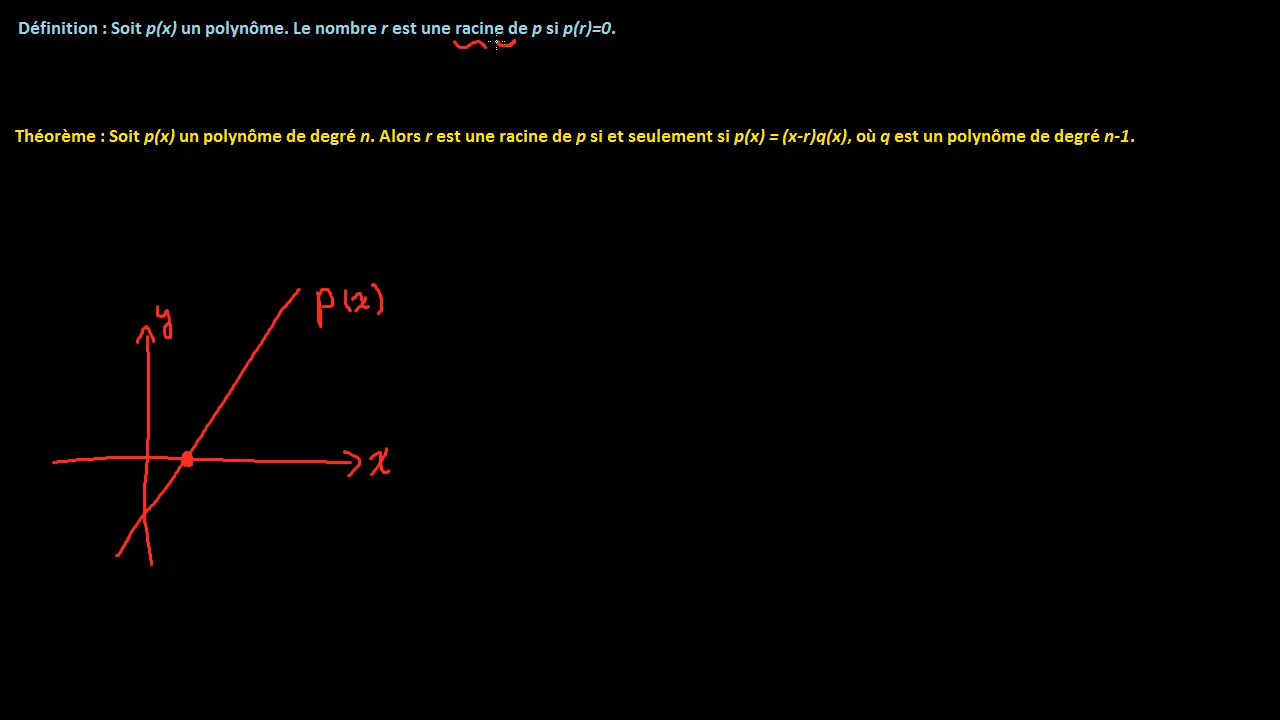 Définition : Soit p(x) un polynôme. Le nombre r est une racine de p si p(r)=0.
Théorème : Soit p(x) un polynôme de degré n. Alors r est une racine de p si et seulement si p(x) = (x-r)q(x), où q est un polynôme de degré n-1.
p(x)
y
x